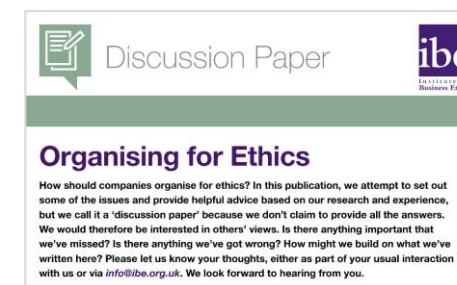 Discussion Paper
ibe
Institute
Business Et
Organising for Ethics
How should companies organise for ethics? In this publication, we attempt to set out
some of the issues and provide helpful advice based on our research and experience,
but we call it a ‘discussion paper’ because we don’t claim to provide all the answers.
We would therefore be interested in others’ views. Is there anything important that
we’ve missed? Is there anything we’ve got wrong? How might we build on what we’ve
written here? Please let us know your thoughts, either as part of your usual interaction
with us or via info@ibe.org.uk. We look forward to hearing from you.